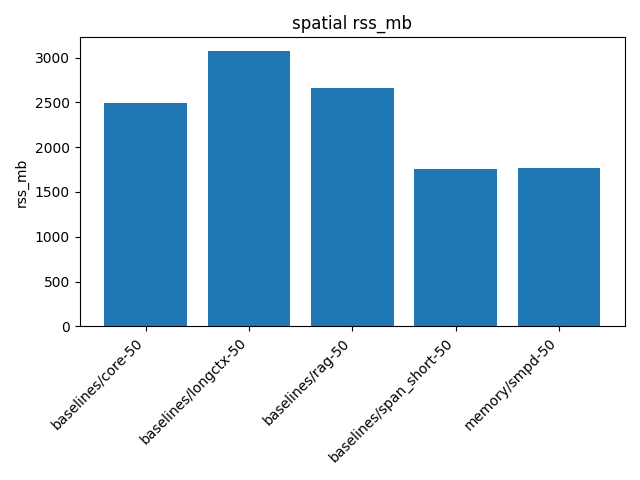 spatial rss_mb
rss_mb
3000
2500
2000
1500
1000
500
0
baselines/core-50
baselines/longctx-50
baselines/rag-50
baselines/span_short-50
memory/smpd-50